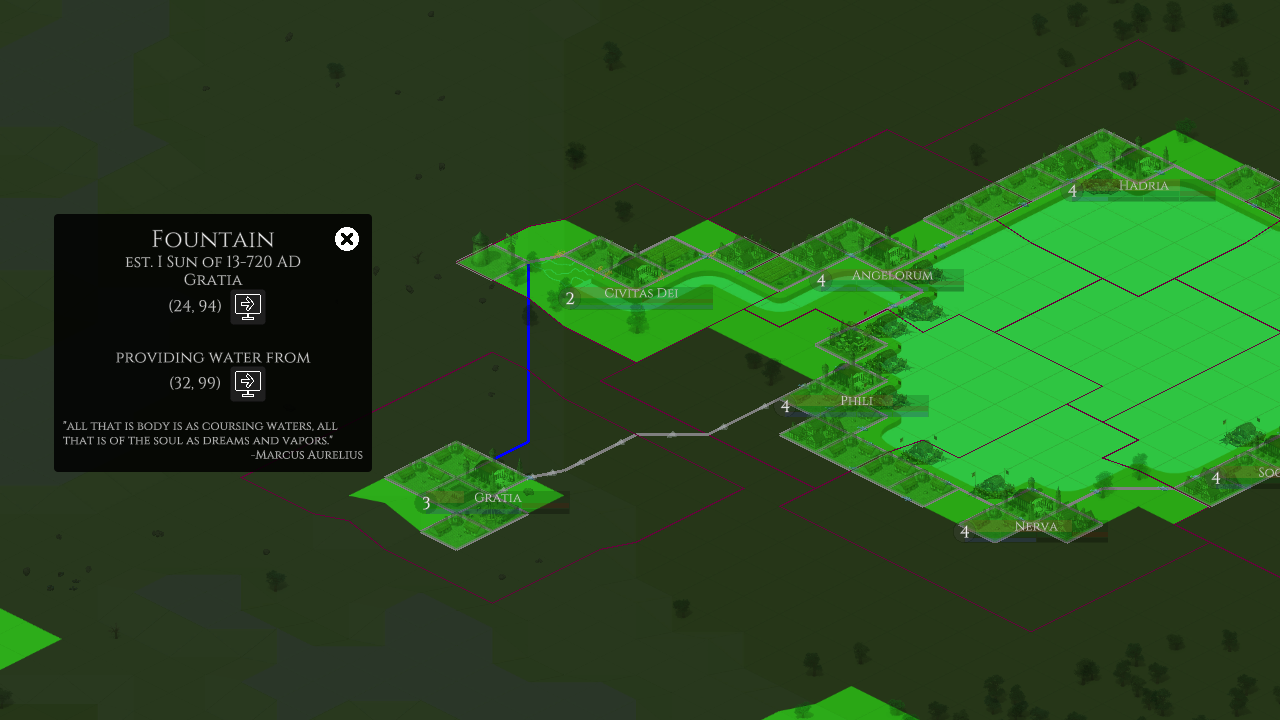 Fountain
est. I Sun of 13-720 AD
Gratia
(24, 94)
Providing water from
(32, 99)
"All that is body is as coursing waters, all
that is of the soul as dreams and vapors."
-Marcus Aurelius
4 Hadria
4 Angelorum
2 Civitas Dei
4 Phili
4
3 Gratia
4 Nerva